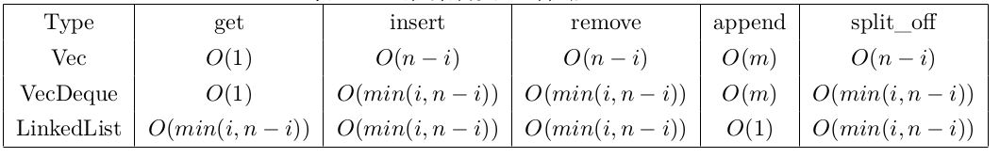 Type get insert remove append split_off
Vec O(1) O(n − i) O(n − i) O(m) O(n − i)
VecDeque O(1) O(min(i, n − i)) O(min(i, n − i)) O(m) O(min(i, n − i))
LinkedList O(min(i, n − i)) O(min(i, n − i)) O(min(i, n − i)) O(1) O(min(i, n − i))